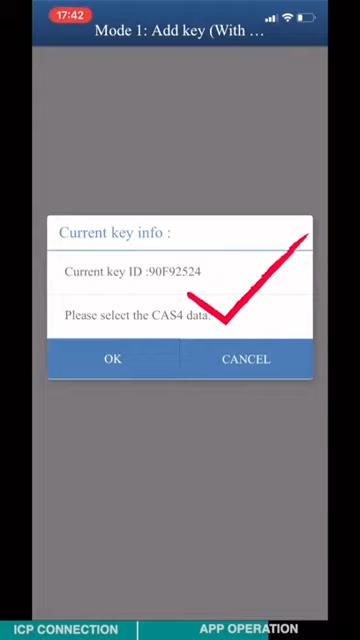 17:42
Mode 1: Add key (With ...
Current key info :
Current key ID :90F92524
Please select the CAS4 data.
OK
CANCEL
ICP CONNECTION
APP OPERATION